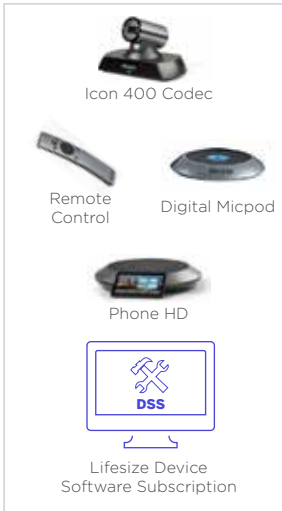 Icon 400 Codec
Remote
Control
Digital Micpod
Phone HD
DSS
Lifesize Device
Software Subscription